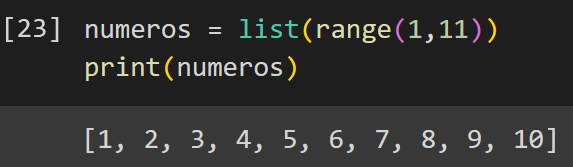 [23] numeros = list(range(1,11))
print(numeros)
[1, 2, 3, 4, 5, 6, 7, 8, 9, 10]